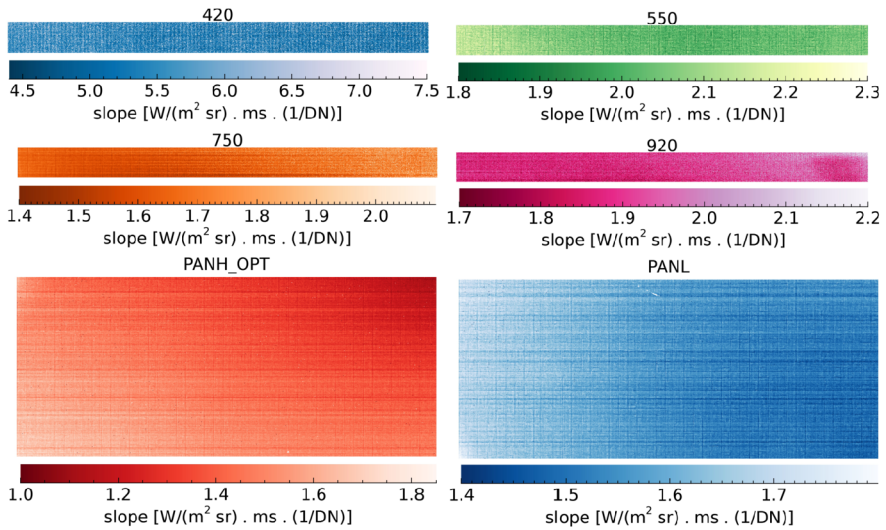 420
550
4.5 5.0 5.5 6.0 6.5 7.0 7.5
1.8 1.9 2.0 2.1 2.2 2.3
slope [W/(m² sr) . ms . (1/DN)]
slope [W/(m² sr) . ms . (1/DN)]
750
920
1.4 1.5 1.6 1.7 1.8 1.9 2.0
1.7 1.8 1.9 2.0 2.1 2.2
slope [W/(m² sr) . ms . (1/DN)]
slope [W/(m² sr) . ms . (1/DN)]
PANH_OPT
PANL
1.0 1.2 1.4 1.6 1.8
1.4 1.5 1.6 1.7
slope [W/(m² sr) . ms . (1/DN)]
slope [W/(m² sr) . ms . (1/DN)]